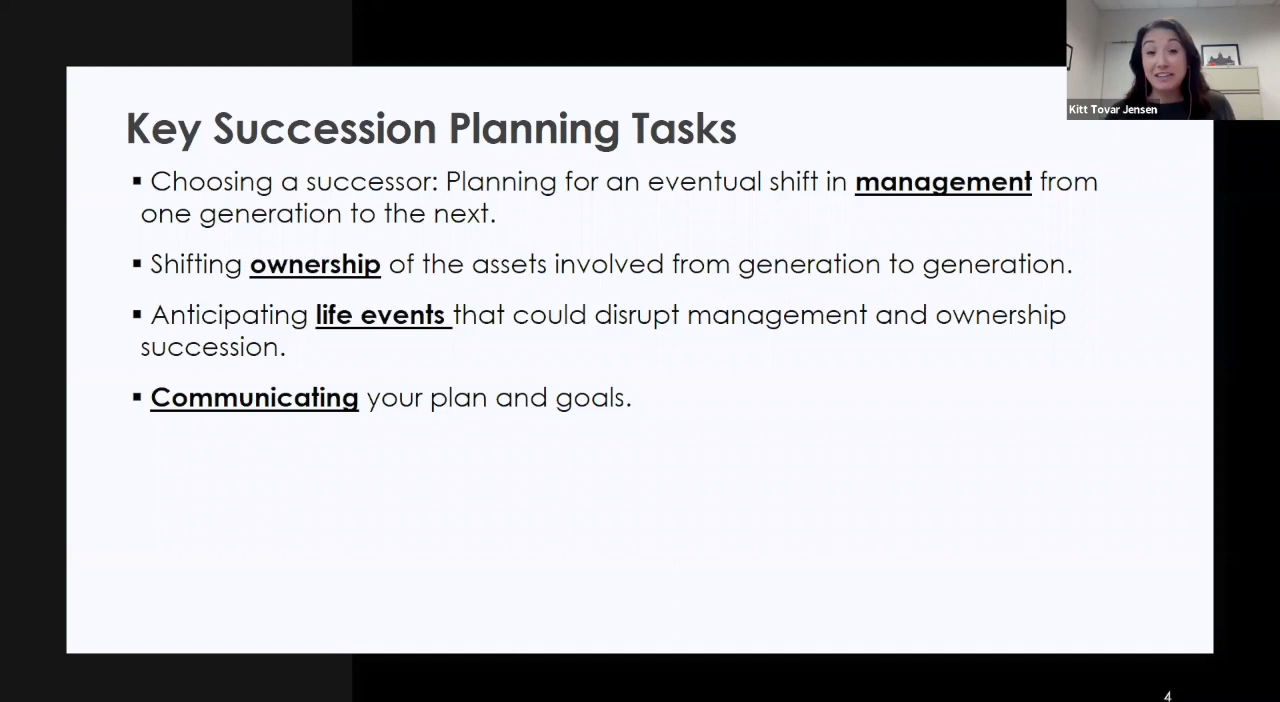 Kitt Tovar Jensen
Key Succession Planning Tasks
▪ Choosing a successor: Planning for an eventual shift in management from
one generation to the next.
▪ Shifting ownership of the assets involved from generation to generation.
▪ Anticipating life events that could disrupt management and ownership
succession.
▪ Communicating your plan and goals.
4